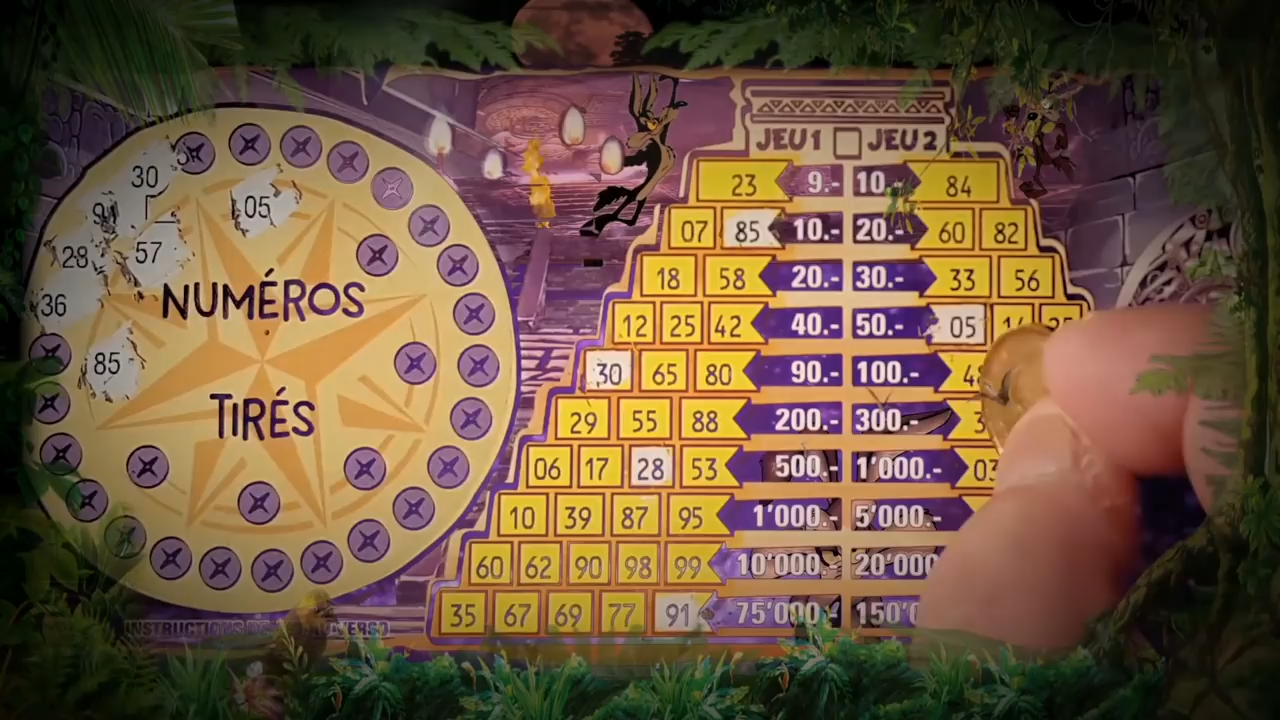 30
91
05
28
57
36
85
NUMÉROS
TIRÉS
JEU 1 JEU 2
23 9.- 10.- 84
07 85 10.- 20.- 60 82
18 58 20.- 30.- 33 56
12 25 42 40.- 50.- 05
30 65 80 90.- 100.-
29 55 88 200.- 300.-
06 17 28 53 500.- 1'000.- 03
10 39 87 95 1'000.- 5'000.-
60 62 90 98 99 10'000.- 20'000
35 67 69 77 91 75'000.-